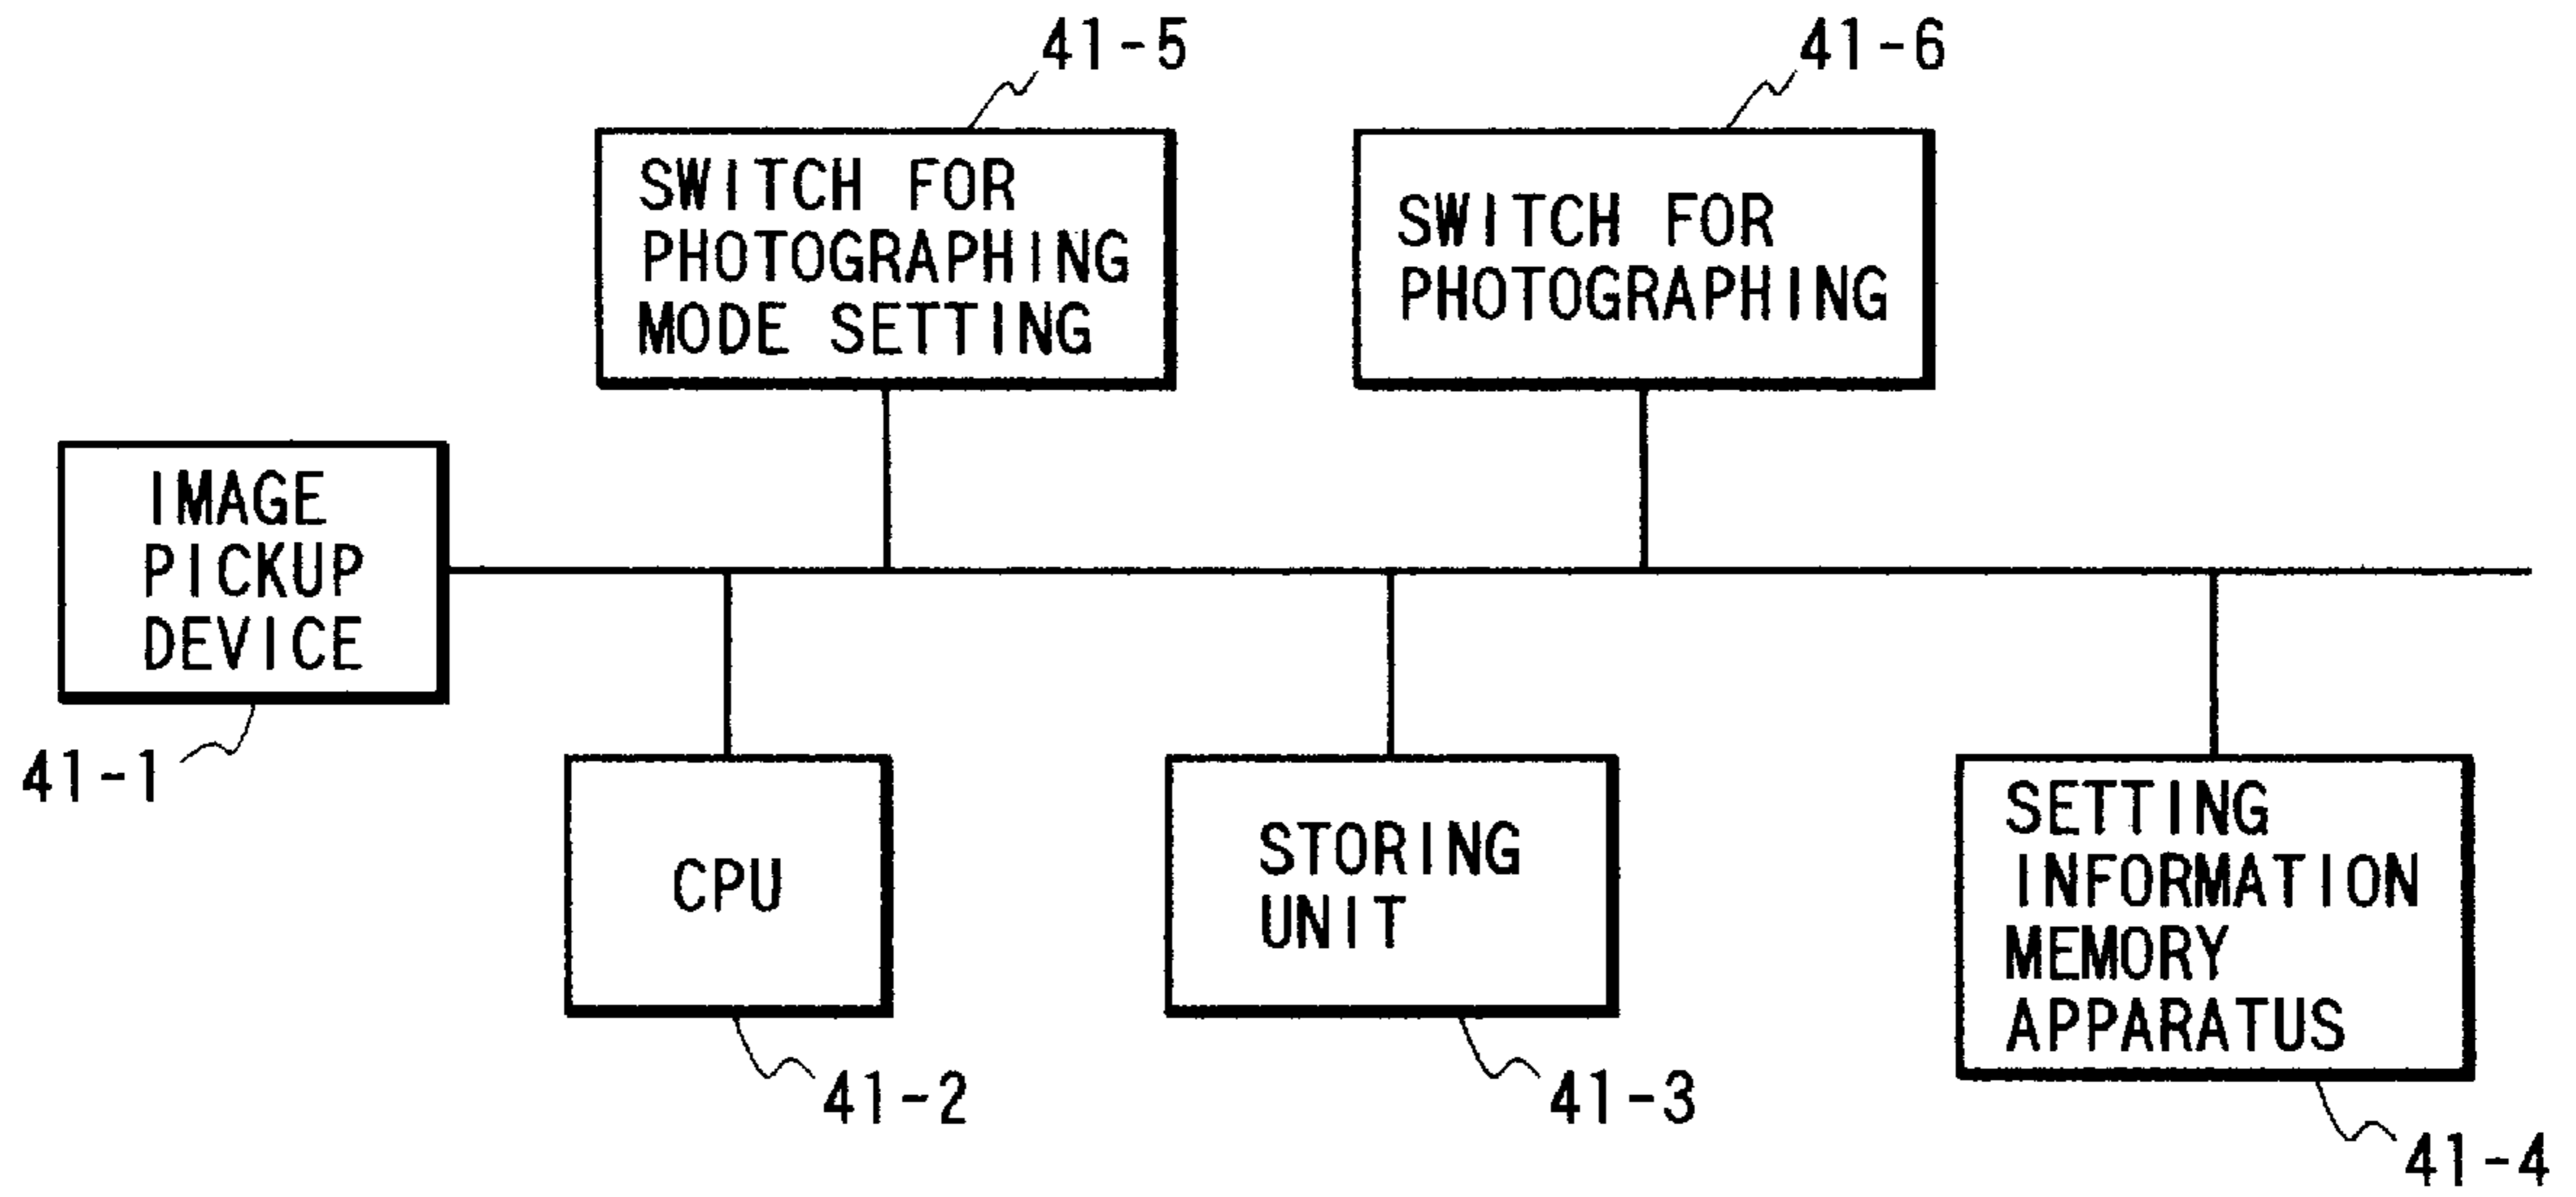 41-5
41-6
SWITCH FOR
PHOTOGRAPHING
MODE SETTING
SWITCH FOR
PHOTOGRAPHING
IMAGE
PICKUP
DEVICE
41-1
CPU
STORING
UNIT
SETTING
INFORMATION
MEMORY
APPARATUS
41-2
41-3
41-4